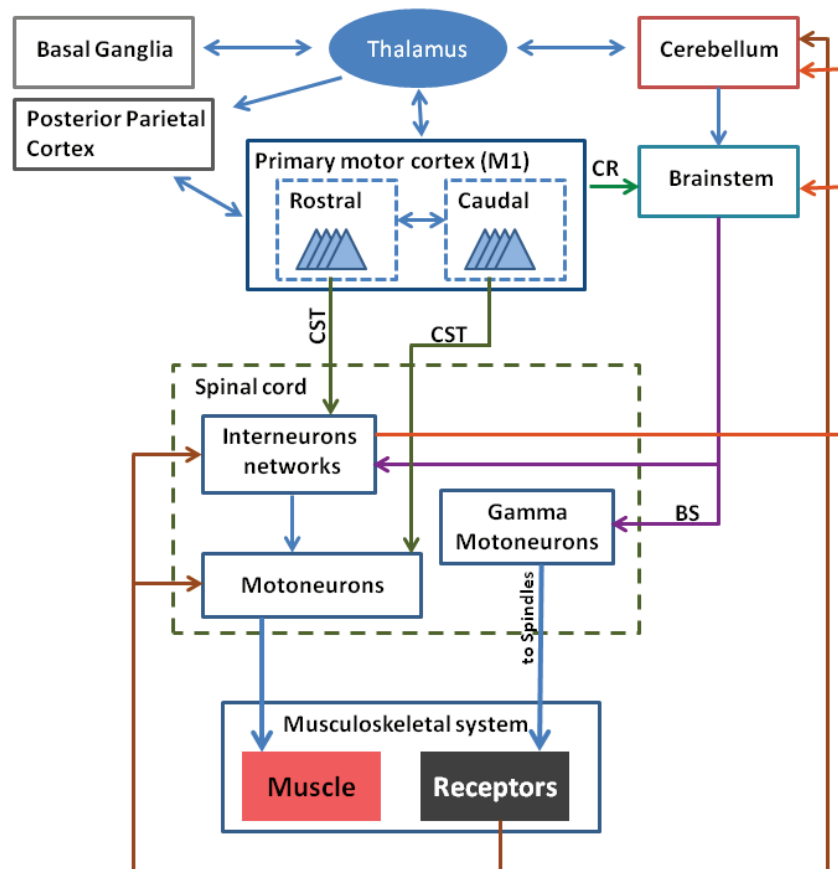 Basal Ganglia
Thalamus
Cerebellum
Posterior Parietal
Cortex
Primary motor cortex (M1)
CR
Brainstem
Rostral
Caudal
CST
CST
Spinal cord
Interneurons
networks
Gamma
Motoneurons
BS
Motoneurons
to Spindles
Musculoskeletal system
Muscle
Receptors